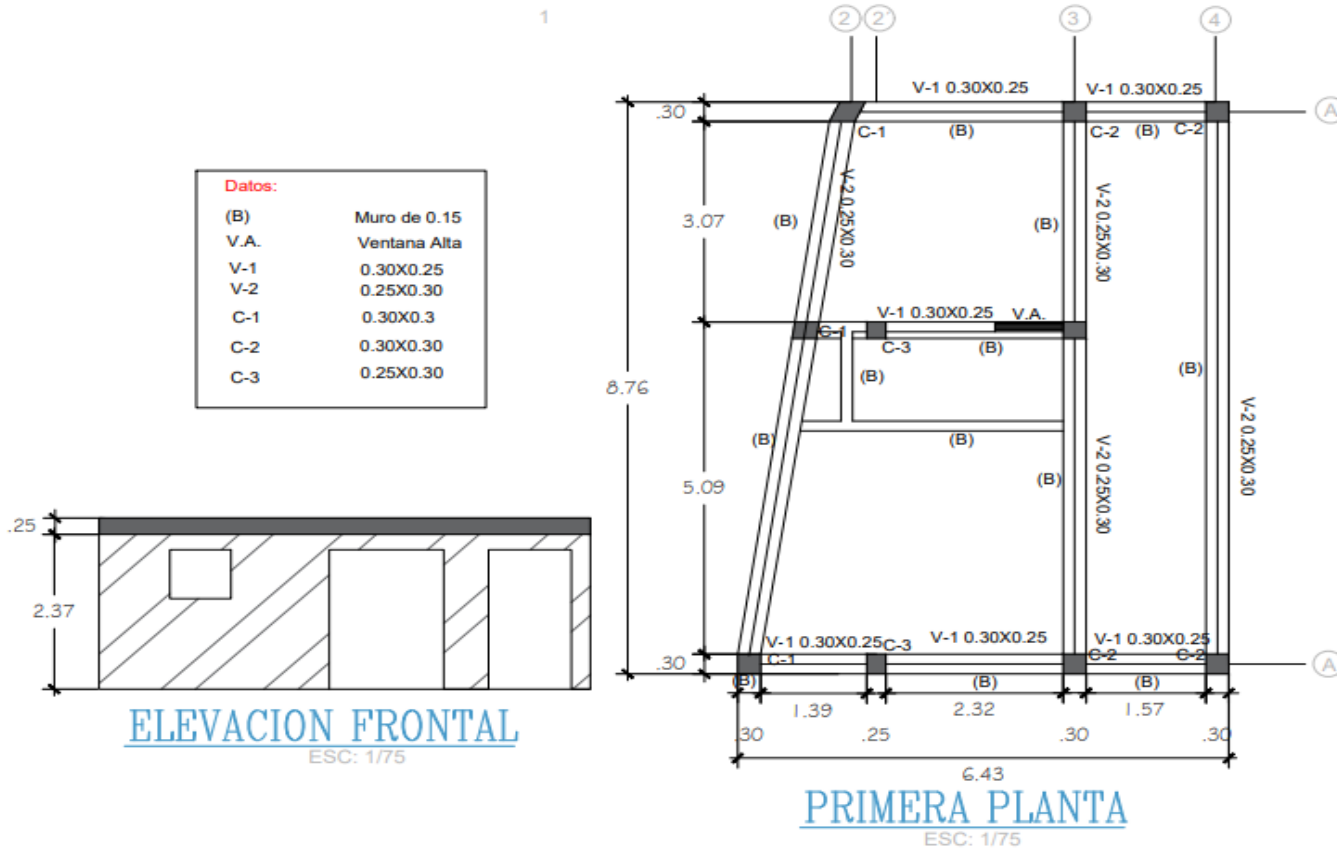 1
2
2'
3
4
V-1 0.30X0.25
V-1 0.30X0.25
.30
A
C-1
(B)
C-2
(B)
C-2
Datos:
(B) Muro de 0.15
V.A. Ventana Alta
V-1 0.30X0.25
V-2 0.25X0.30
C-1 0.30X0.3
C-2 0.30X0.30
C-3 0.25X0.30
3.07
(B)
V-2 0.25X0.30
(B)
V-2 0.25X0.30
V-1 0.30X0.25
V.A.
C-1
C-3
(B)
8.76
(B)
(B)
(B)
(B)
V-2 0.25X0.30
V-2 0.25X0.30
5.09
(B)
.25
2.37
V-1 0.30X0.25
C-3
V-1 0.30X0.25
V-1 0.30X0.25
.30
C-1
C-2
C-2
A
(B)
(B)
(B)
1.39
2.32
1.57
.30
.25
.30
.30
6.43
ELEVACION FRONTAL
ESC: 1/75
PRIMERA PLANTA
ESC: 1/75